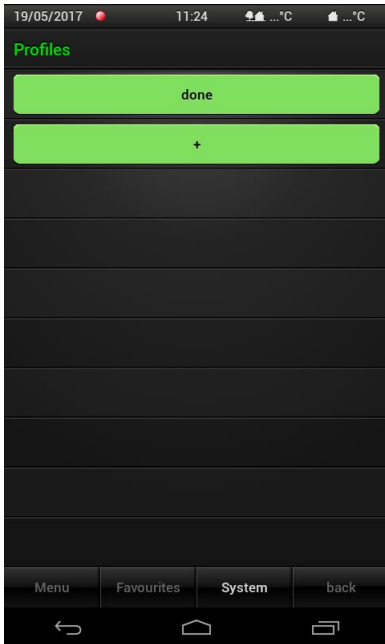 19/05/2017 11:24 ...°C ...°C
Profiles
done
+
Menu Favourites System back